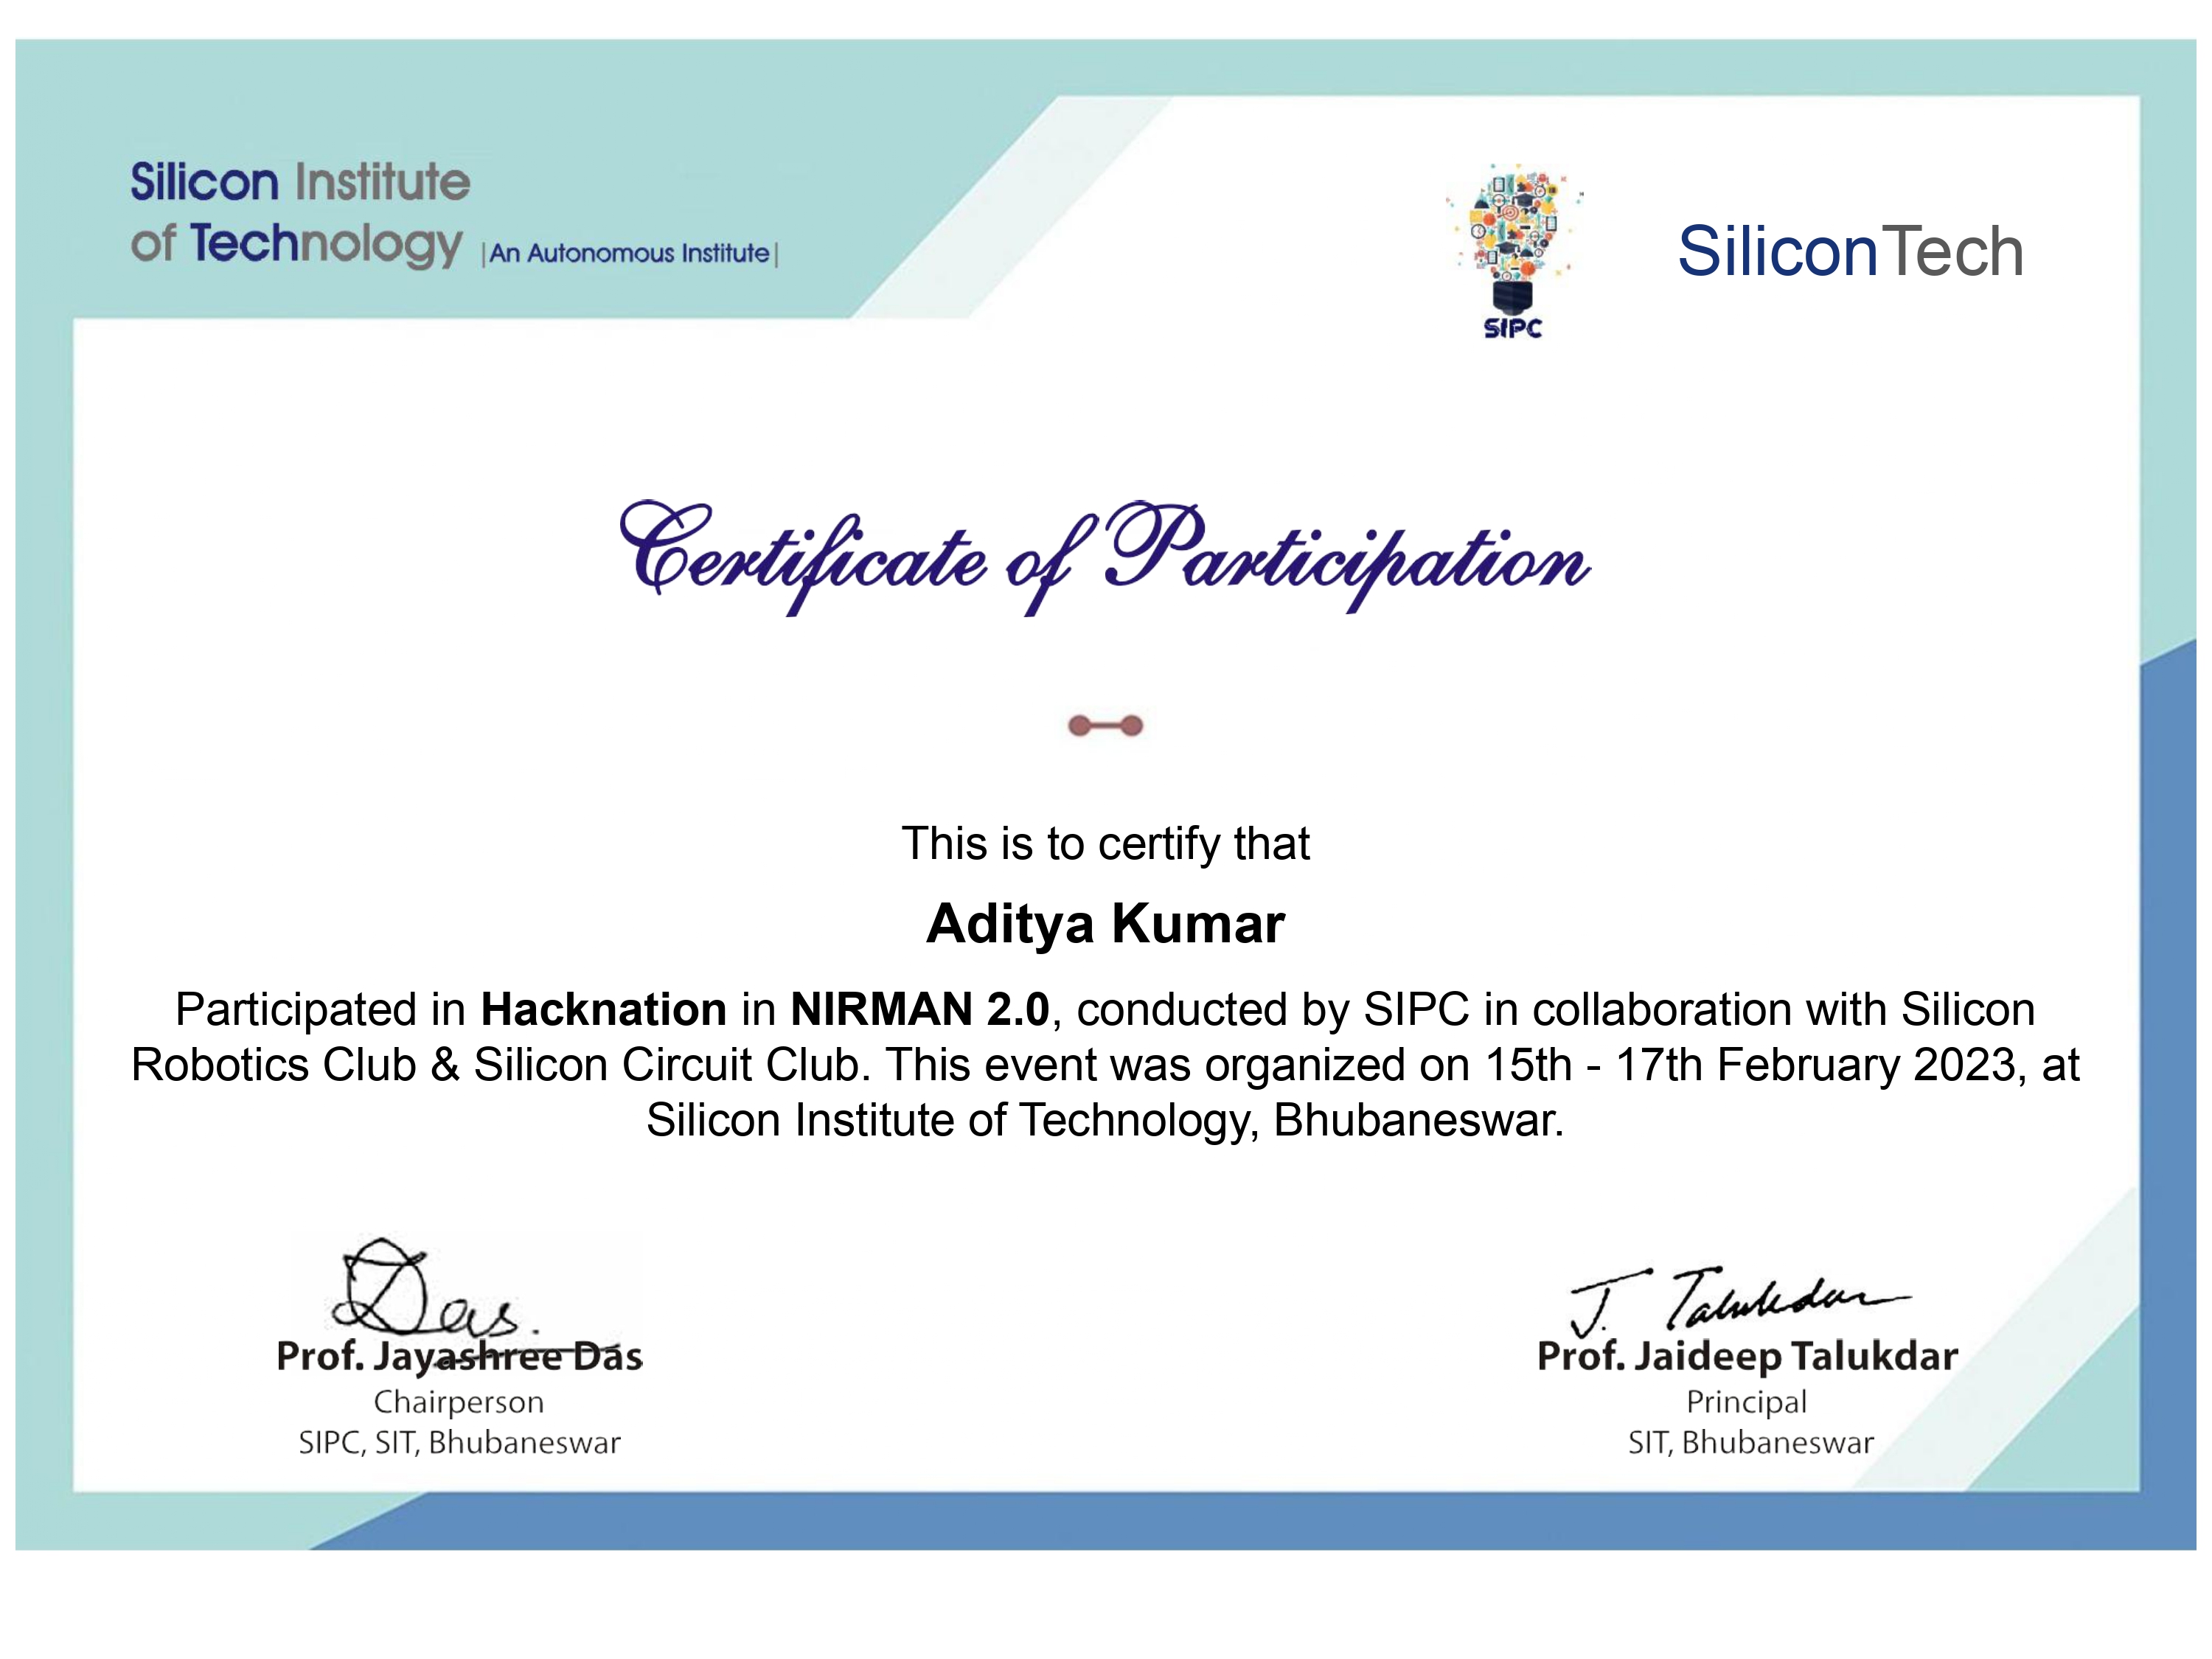 Silicon Institute
of Technology |An Autonomous Institute|
SIPC
SiliconTech
Certificate of Participation
This is to certify that
Aditya Kumar
Participated in Hacknation in NIRMAN 2.0, conducted by SIPC in collaboration with Silicon
Robotics Club & Silicon Circuit Club. This event was organized on 15th - 17th February 2023, at
Silicon Institute of Technology, Bhubaneswar.
Das.
Prof. Jayashree Das
Chairperson
SIPC, SIT, Bhubaneswar
J. Talukdar
Prof. Jaideep Talukdar
Principal
SIT, Bhubaneswar